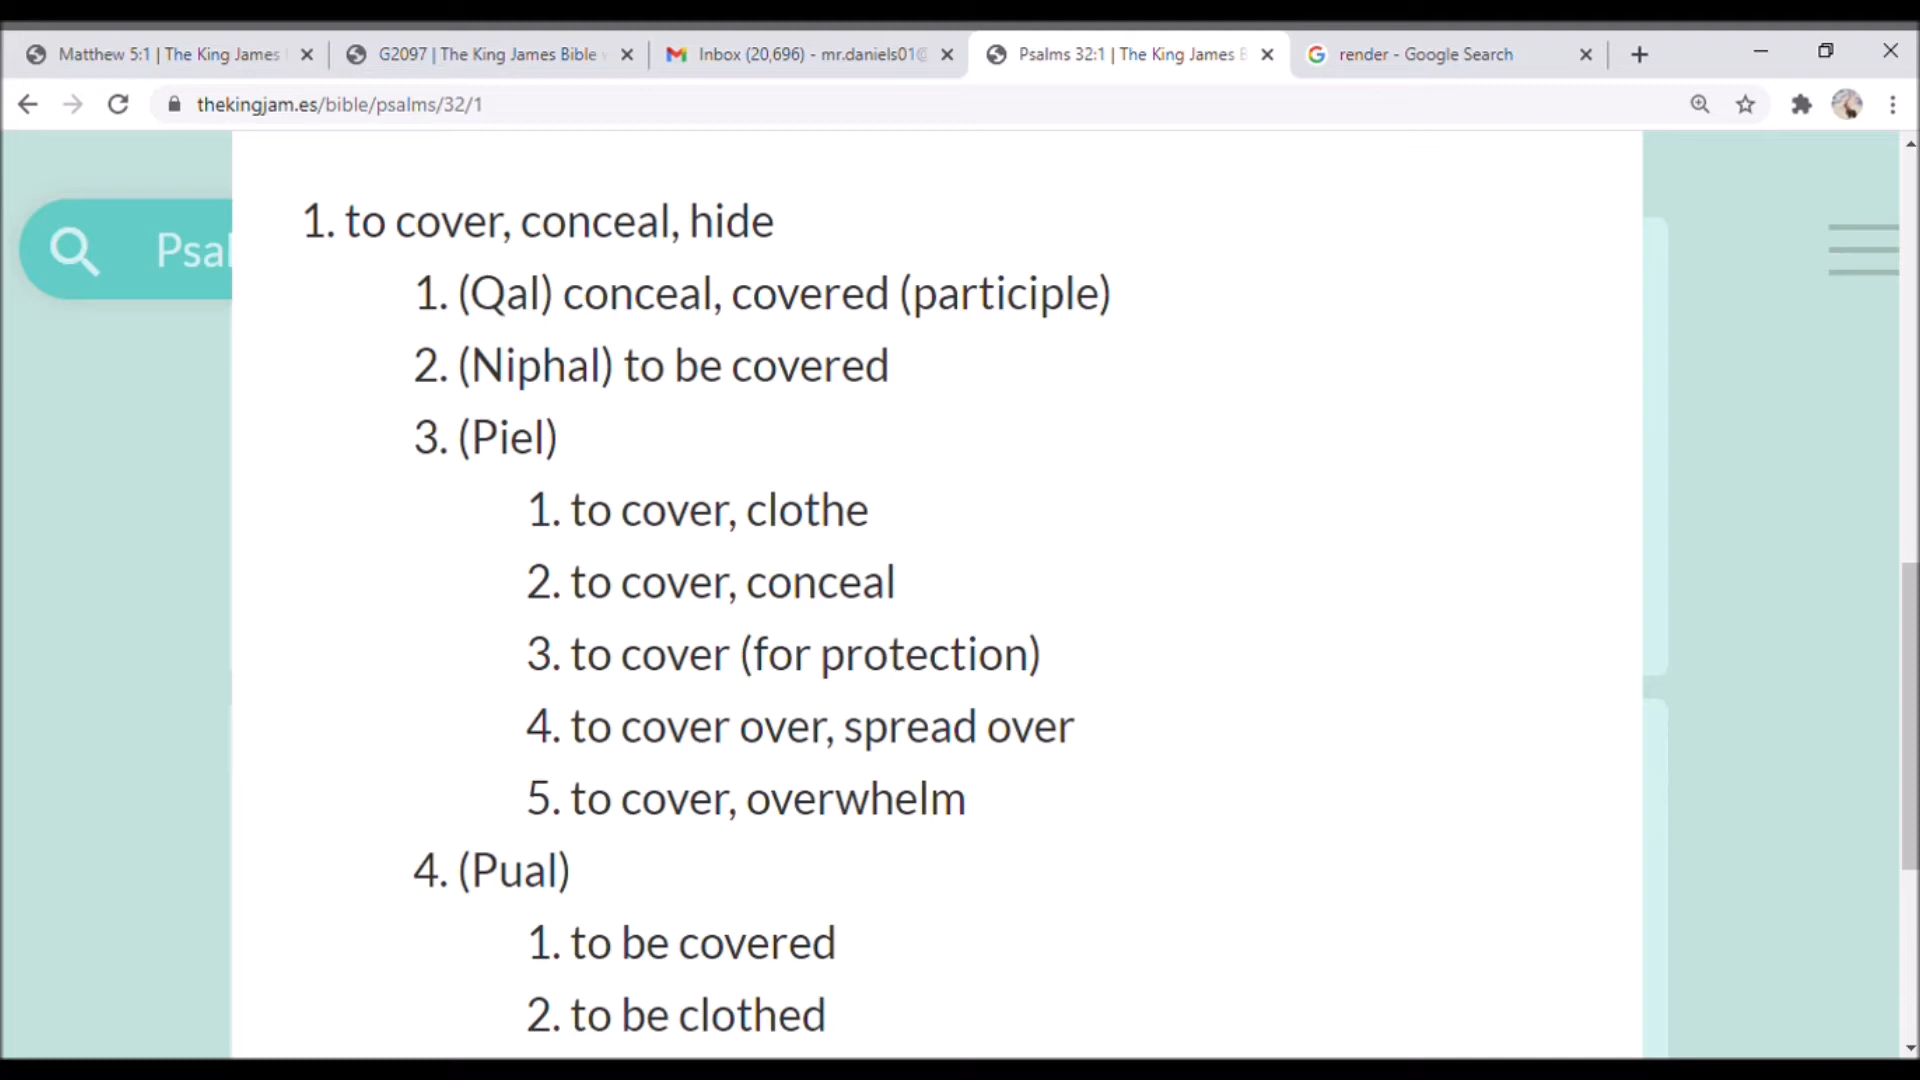 Matthew 5:1 | The King James
G2097 | The King James Bible
Inbox (20,696) - mr.daniels01@
Psalms 32:1 | The King James B
render - Google Search
thekingjam.es/bible/psalms/32/1
Psal
1. to cover, conceal, hide
1. (Qal) conceal, covered (participle)
2. (Niphal) to be covered
3. (Piel)
1. to cover, clothe
2. to cover, conceal
3. to cover (for protection)
4. to cover over, spread over
5. to cover, overwhelm
4. (Pual)
1. to be covered
2. to be clothed